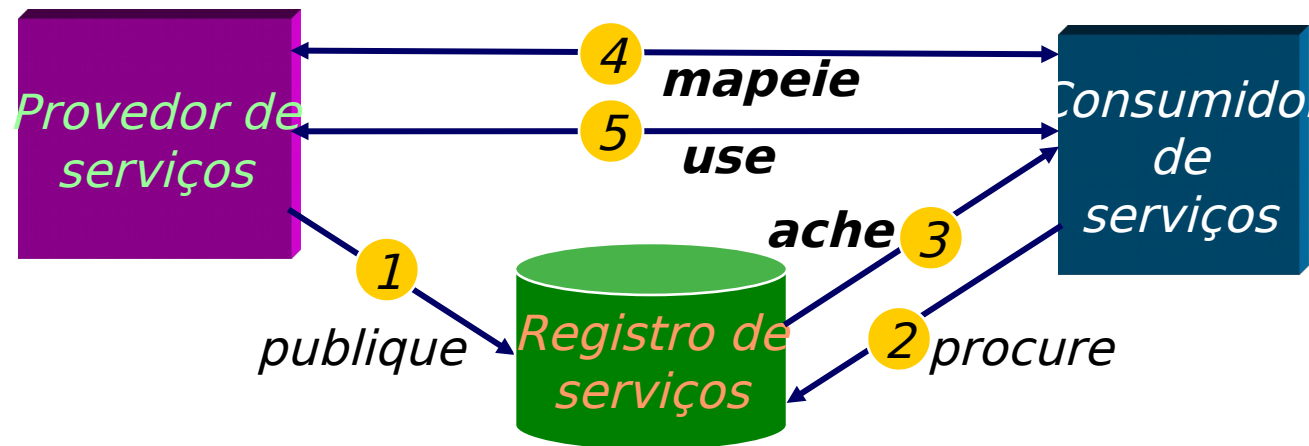 4
mapeie
Provedor de
serviços
5
use
Consumidor
de
serviços
ache
3
1
publique
Registro de
serviços
2
procure